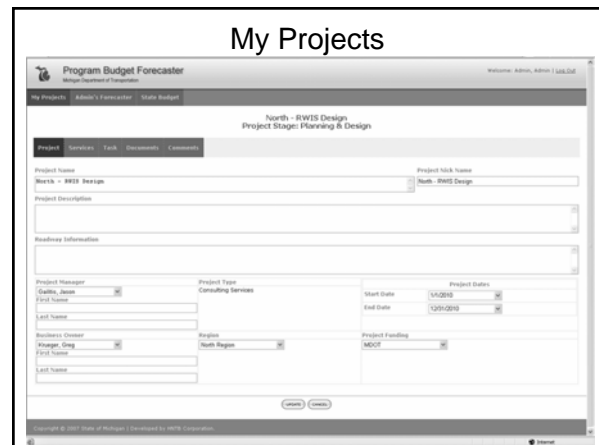 My Projects
Program Budget Forecaster
Michigan Department of Transportation
Welcome: Admin, Admin | Log Out
My Projects Admin's Forecaster State Budget
North - RWIS Design
Project Stage: Planning & Design
Project Services Task Documents Comments
Project Name Project Nick Name
North - RWIS Design North - RWIS Design
Project Description
Roadway Information
Project Manager Project Type Project Dates
Jason Consulting Services Start Date 1/1/2010
First Name End Date 12/31/2010
Last Name
Business Owner Region Project Funding
Krueger, Greg North Region MDOT
First Name
Last Name
UPDATE CANCEL
Copyright @ 2007 State of Michigan | Developed by HNTB Corporation.
Internet